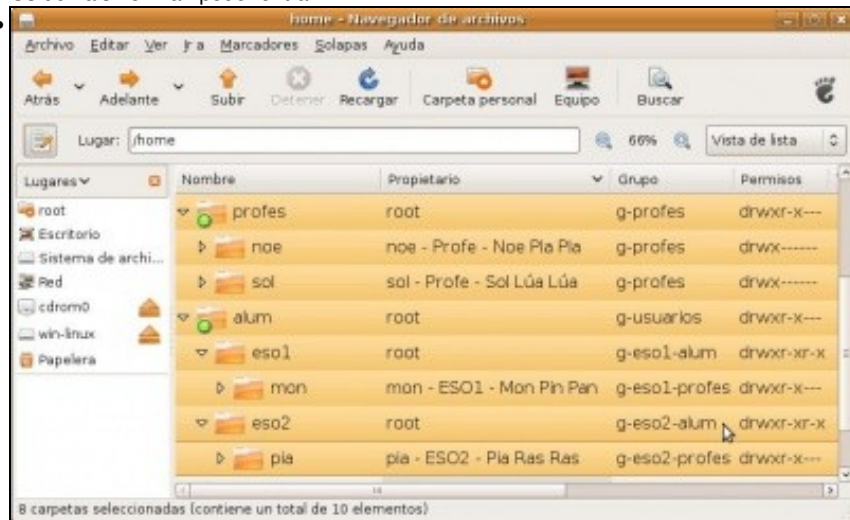 home - Navegador de archivos
Archivo Editar Ver Ir a Marcadores Solapas Ayuda
Atrás Adelante Subir Detener Recargar Carpeta personal Equipo Buscar
Lugar: /home 66% Vista de lista
Lugares Nombre Propietario Grupo Permisos
root profes root g-profes drwxr-x---
Escritorio
Sistema de archi... noe noe - Profe - Noe Pla Pla g-profes drwx------
Red sol sol - Profe - Sol Lúa Lúa g-profes drwx------
cdrom0 alum root g-usuarios drwxr-x---
win-linux
Papelera eso1 root g-eso1-alum drwxr-xr-x
mon mon - ESO1 - Mon Pin Pan g-eso1-profes drwxr-x---
eso2 root g-eso2-alum drwxr-xr-x
pia pia - ESO2 - Pia Ras Ras g-eso2-profes drwxr-x---
8 carpetas seleccionadas (contiene un total de 10 elementos)